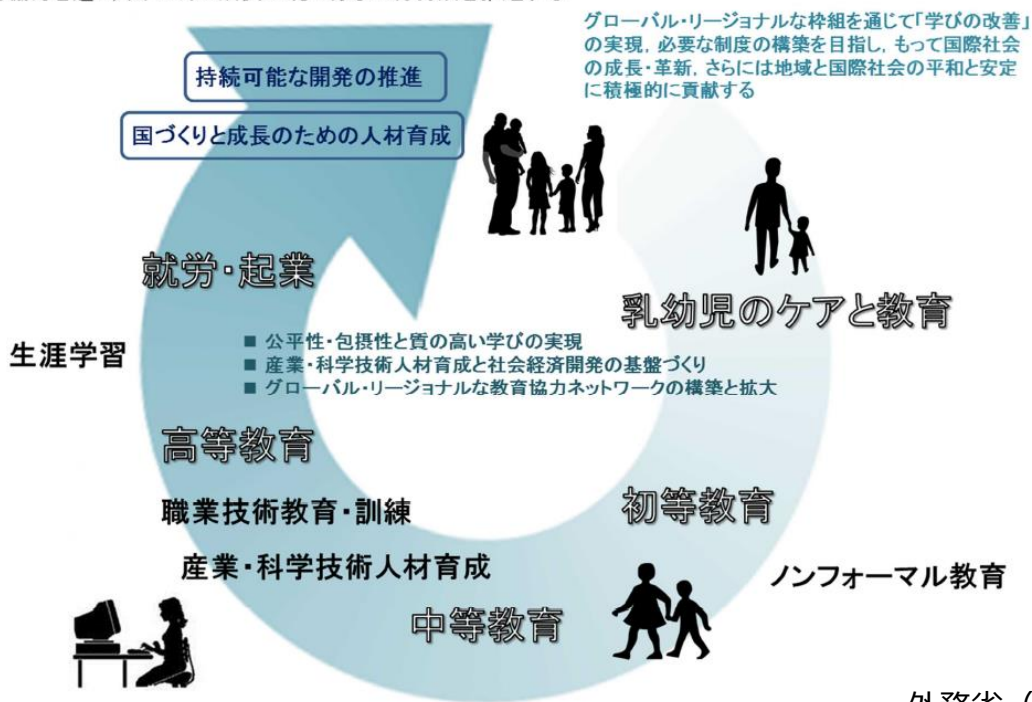 グローバル・リージョナルな枠組を通じて「学びの改善」
の実現，必要な制度の構築を目指し，もって国際社会
の成長・革新，さらには地域と国際社会の平和と安定
に積極的に貢献する
持続可能な開発の推進
国づくりと成長のための人材育成
就労・起業
乳幼児のケアと教育
生涯学習
■ 公平性・包摂性と質の高い学びの実現
■ 産業・科学技術人材育成と社会経済開発の基盤づくり
■ グローバル・リージョナルな教育協力ネットワークの構築と拡大
高等教育
職業技術教育・訓練
初等教育
産業・科学技術人材育成
ノンフォーマル教育
中等教育